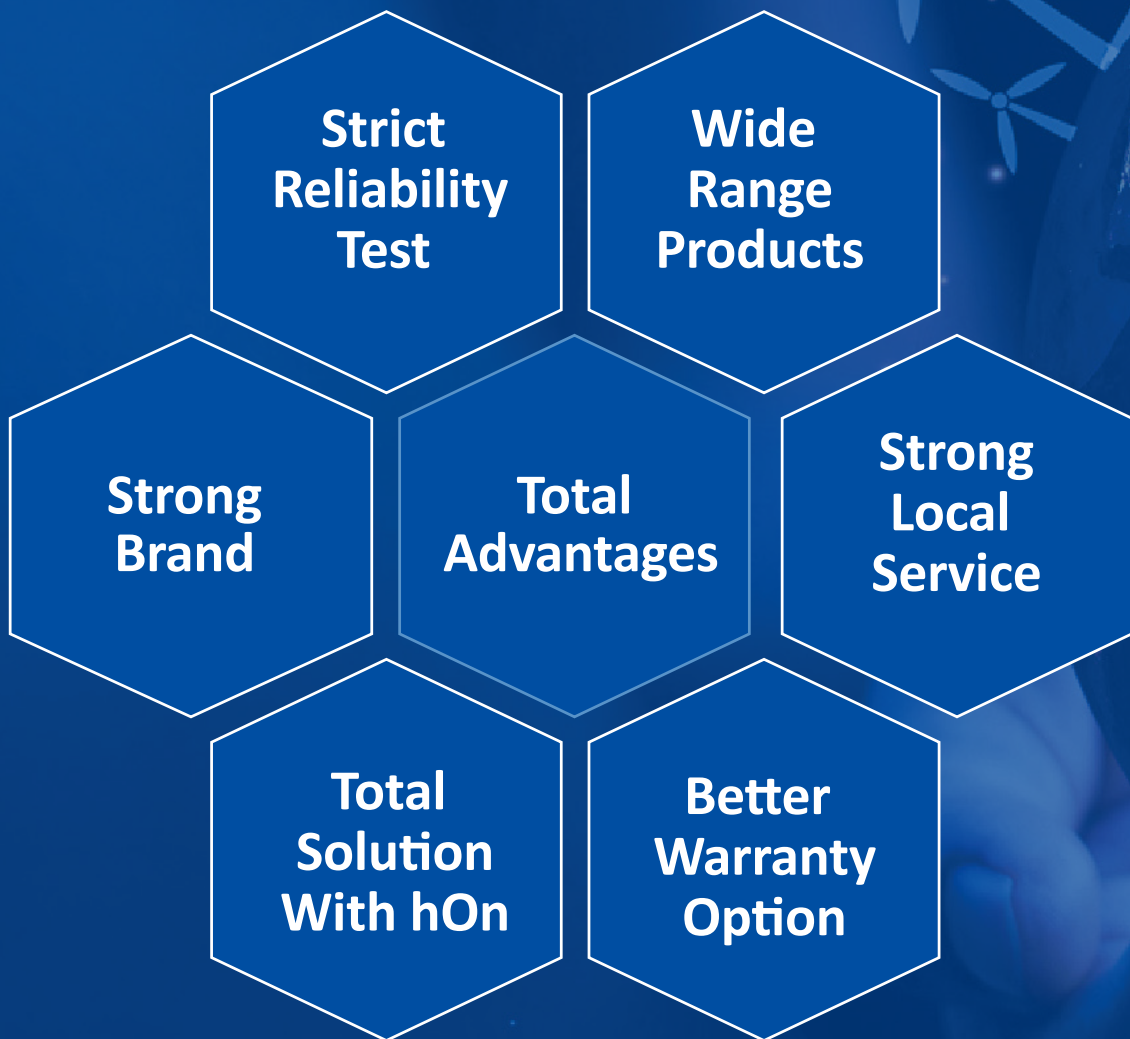 Strict
Reliability
Test
Wide
Range
Products
Strong
Brand
Total
Advantages
Strong
Local
Service
Total
Solution
With hOn
Better
Warranty
Option